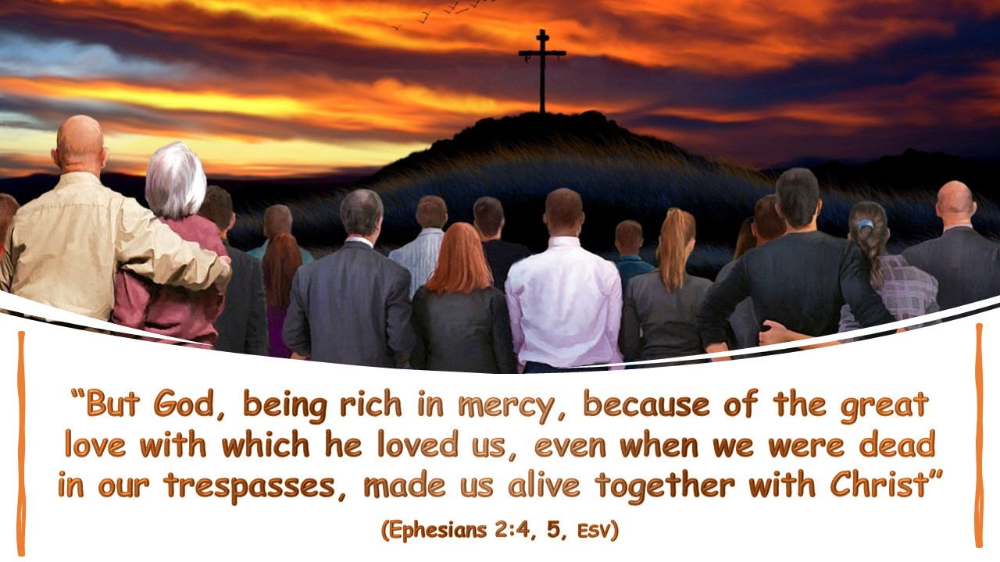 “But God, being rich in mercy, because of the great
love with which he loved us, even when we were dead
in our trespasses, made us alive together with Christ”
(Ephesians 2:4, 5, ESV)